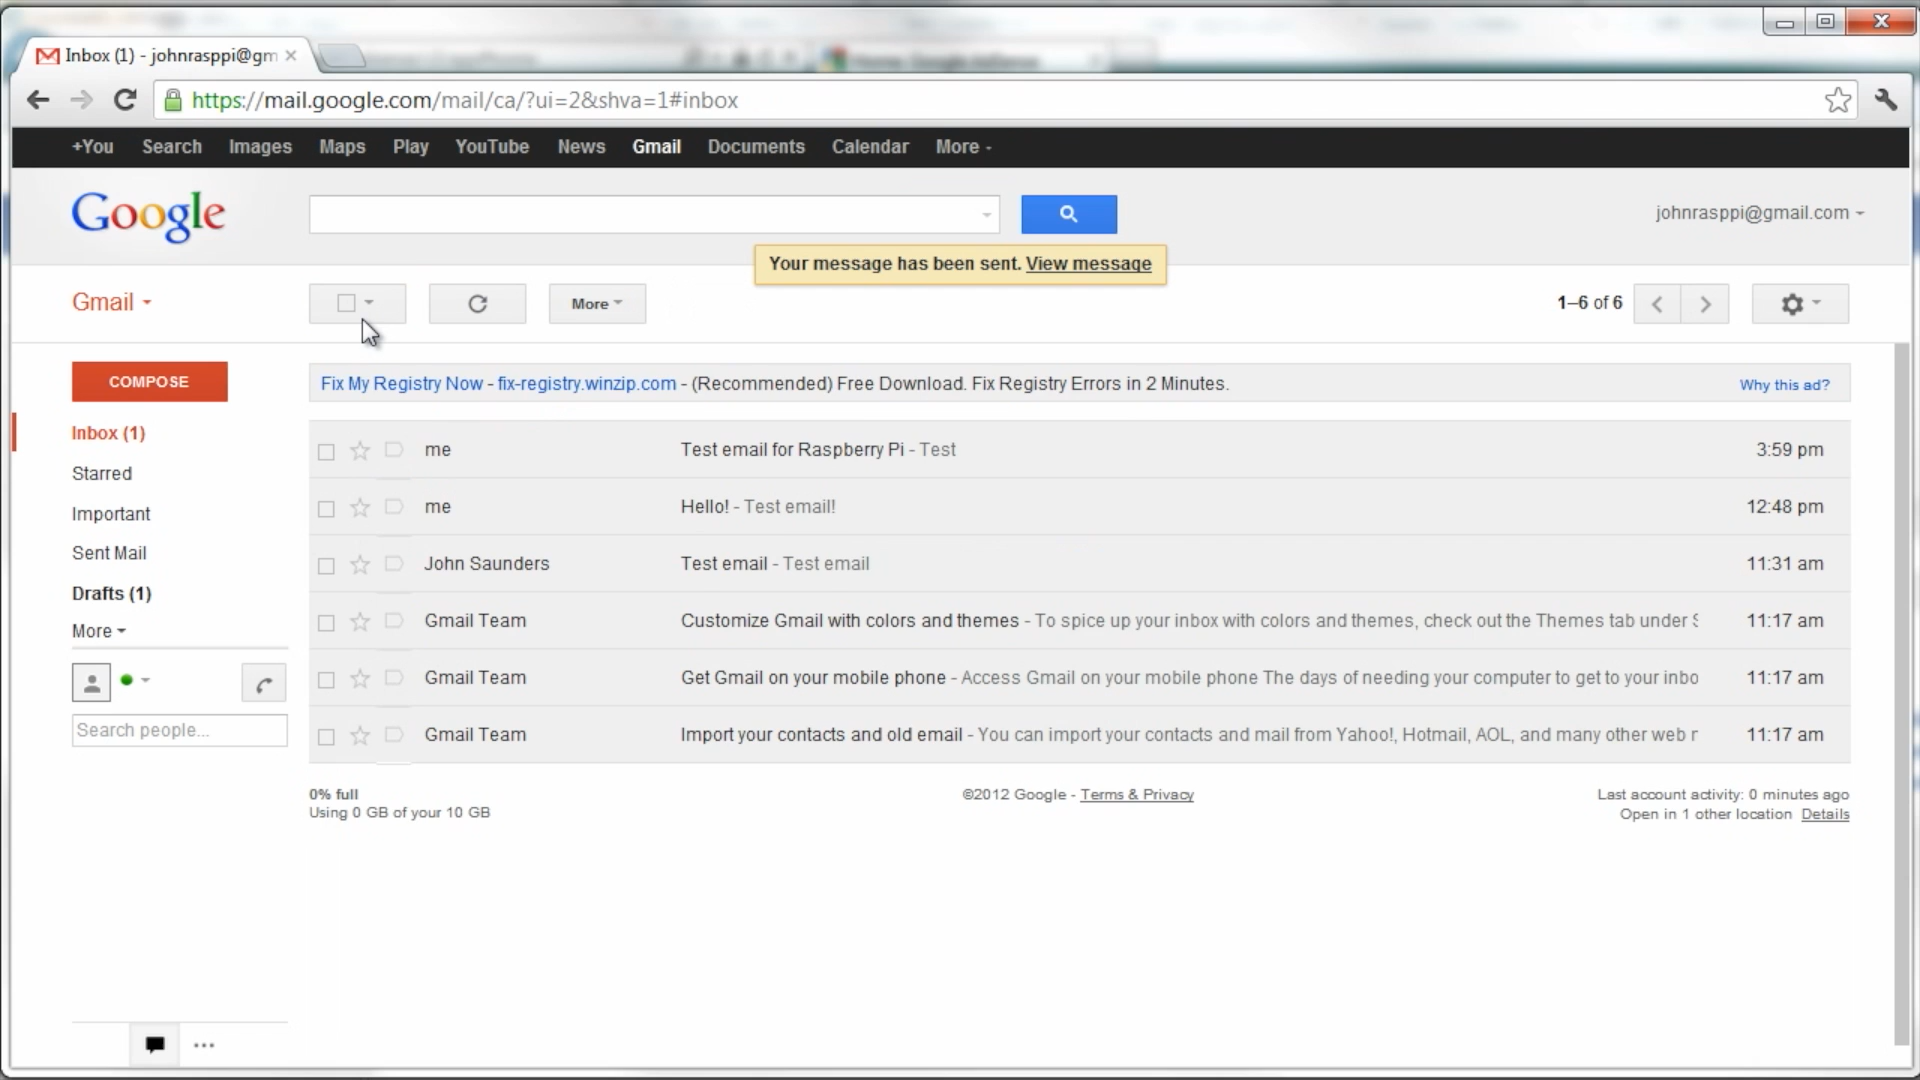 Inbox (1) - johnrasppi@gm
https://mail.google.com/mail/ca/?ui=2&shva=1#inbox
+You Search Images Maps Play YouTube News Gmail Documents Calendar More
Google
johnrasppi@gmail.com
Your message has been sent. View message
Gmail
More
1–6 of 6
COMPOSE
Inbox (1)
Starred
Important
Sent Mail
Drafts (1)
More
Search people...
Fix My Registry Now - fix-registry.winzip.com - (Recommended) Free Download. Fix Registry Errors in 2 Minutes. Why this ad?
me Test email for Raspberry Pi - Test 3:59 pm
me Hello! - Test email! 12:48 pm
John Saunders Test email - Test email 11:31 am
Gmail Team Customize Gmail with colors and themes - To spice up your inbox with colors and themes, check out the Themes tab under 11:17 am
Gmail Team Get Gmail on your mobile phone - Access Gmail on your mobile phone The days of needing your computer to get to your inbo 11:17 am
Gmail Team Import your contacts and old email - You can import your contacts and mail from Yahoo!, Hotmail, AOL, and many other web 11:17 am
0% full
Using 0 GB of your 10 GB
©2012 Google - Terms & Privacy
Last account activity: 0 minutes ago
Open in 1 other location Details